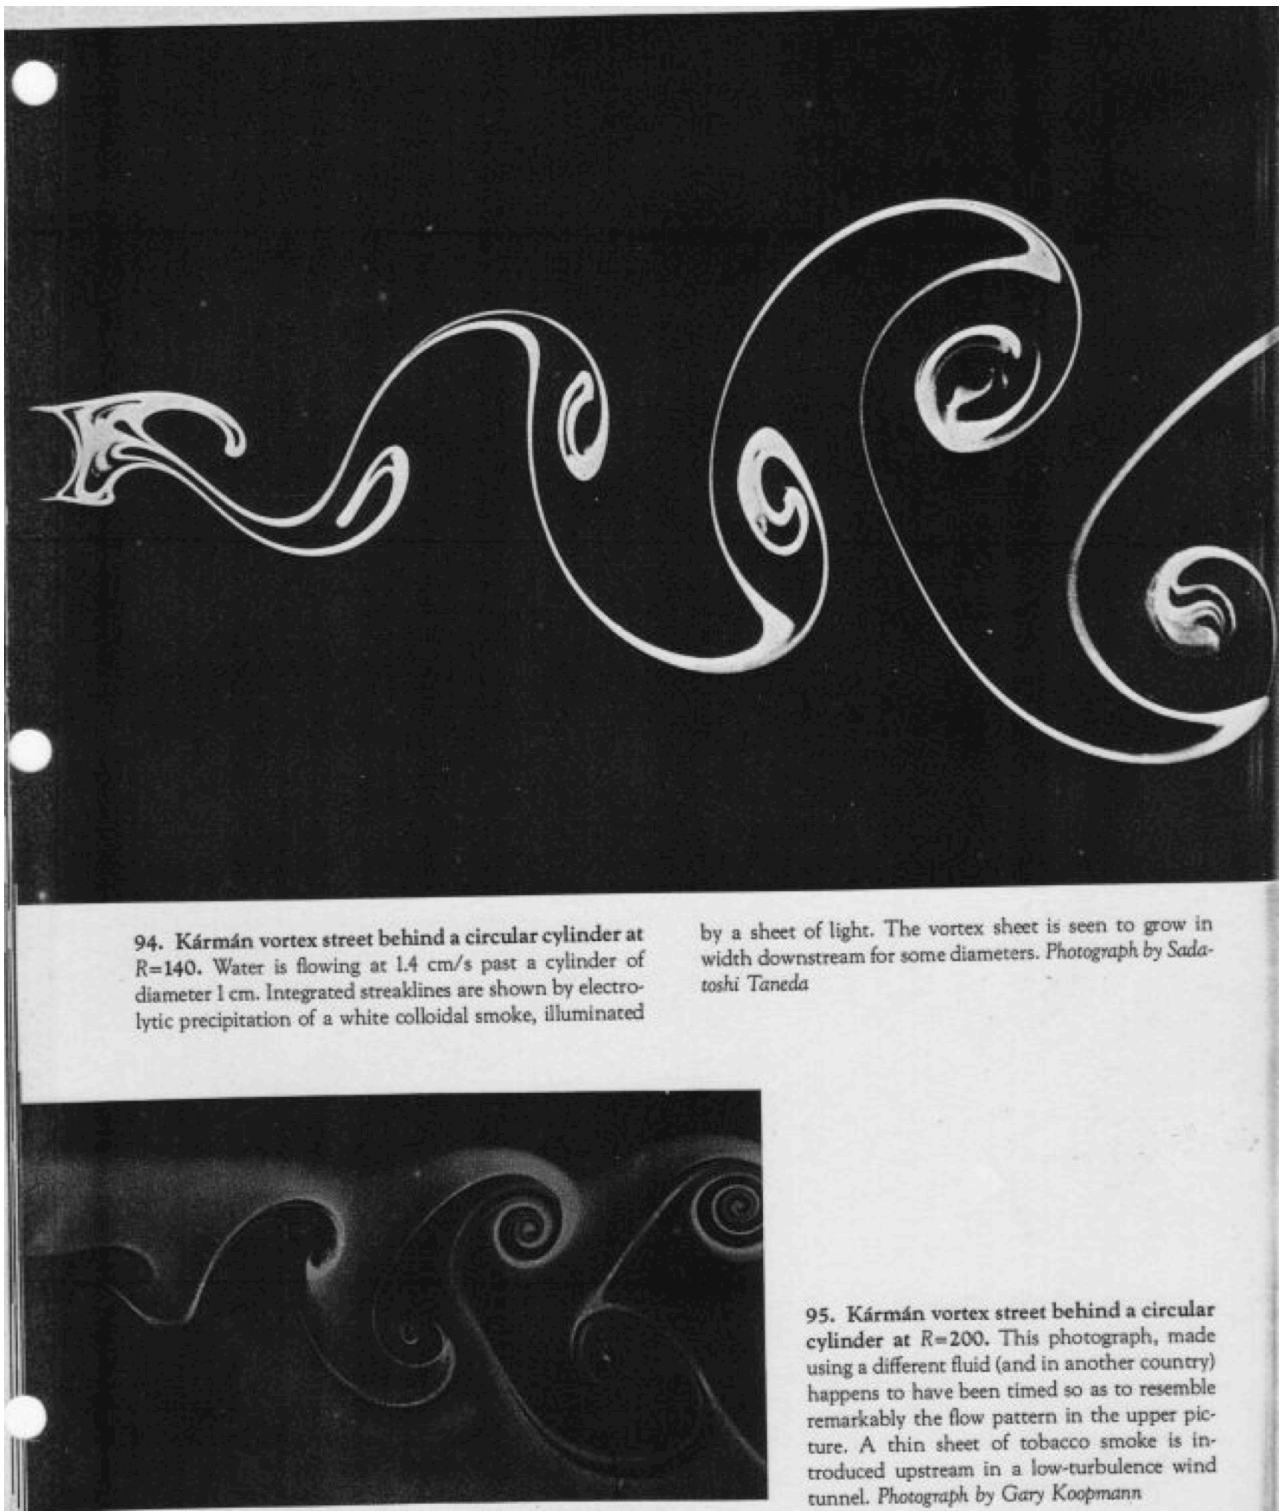 94. Kármán vortex street behind a circular cylinder at
R=140. Water is flowing at 1.4 cm/s past a cylinder of
diameter 1 cm. Integrated streaklines are shown by electro-
lytic precipitation of a white colloidal smoke, illuminated
by a sheet of light. The vortex sheet is seen to grow in
width downstream for some diameters. Photograph by Sada-
toshi Taneda
95. Kármán vortex street behind a circular
cylinder at R=200. This photograph, made
using a different fluid (and in another country)
happens to have been timed so as to resemble
remarkably the flow pattern in the upper pic-
ture. A thin sheet of tobacco smoke is in-
troduced upstream in a low-turbulence wind
tunnel. Photograph by Gary Koopmann